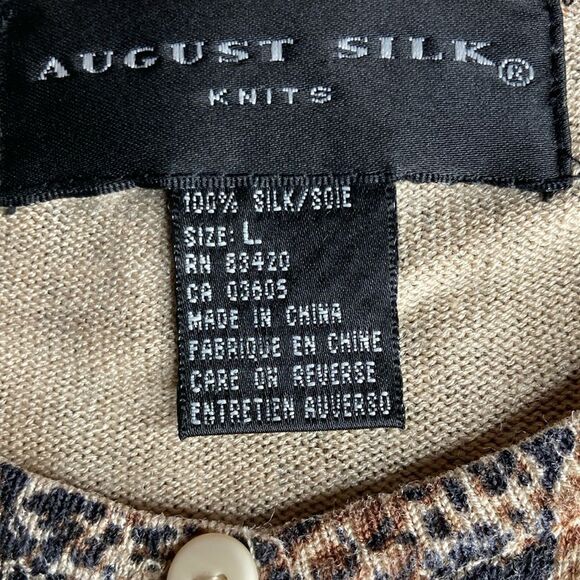 AUGUST SILK®
KNITS
100% SILK/SOIE
SIZE: L
RN 83420
CA 03605
MADE IN CHINA
FABRIQUE EN CHINE
CARE ON REVERSE
ENTRETIEN AUVERSO